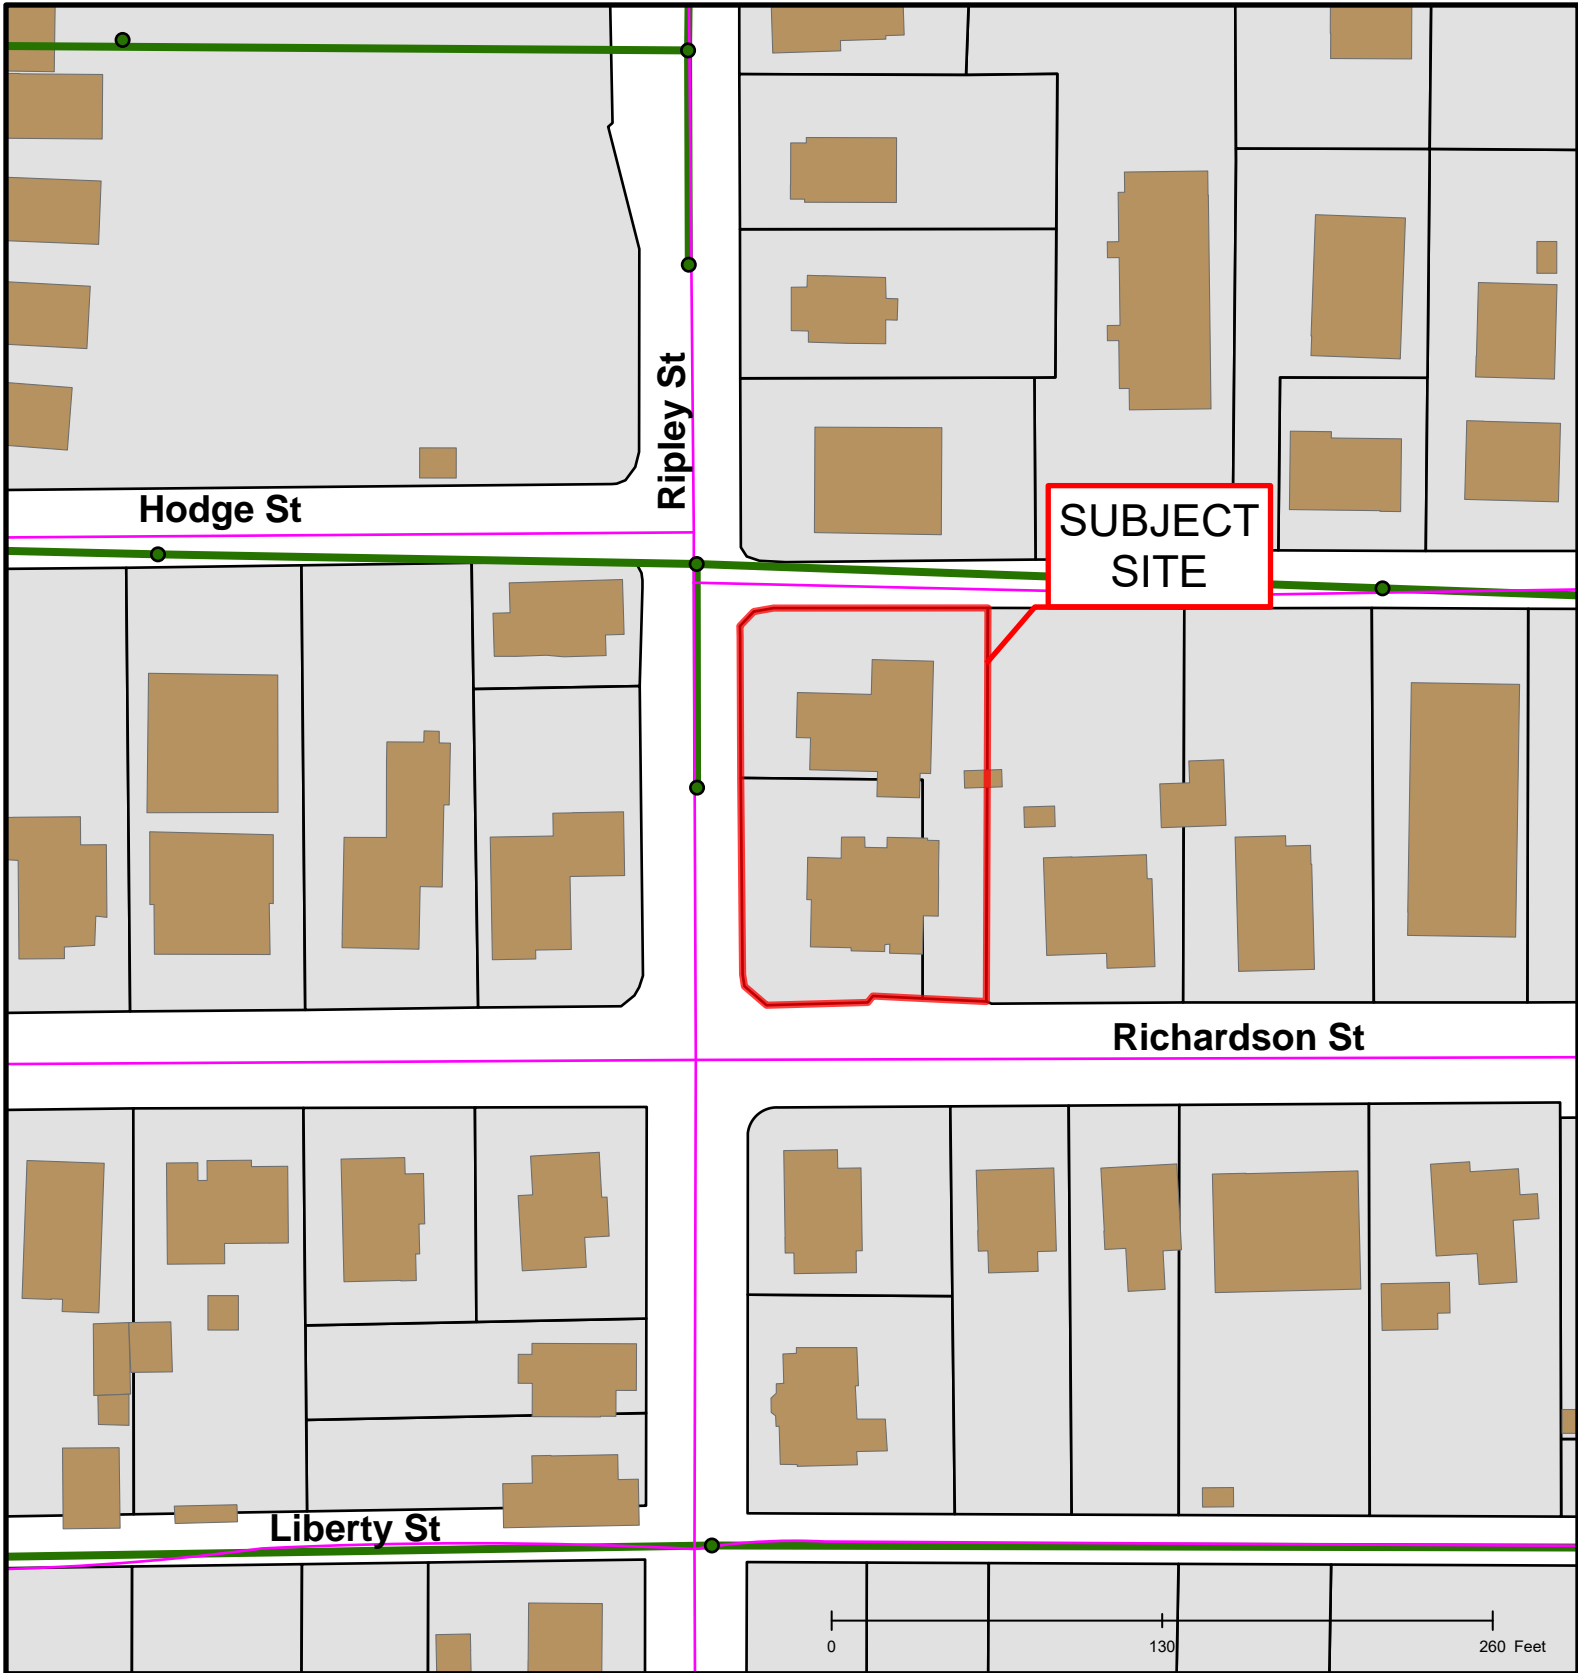 Ripley St
Hodge St
SUBJECT
SITE
Richardson St
Liberty St
0 130 260 Feet